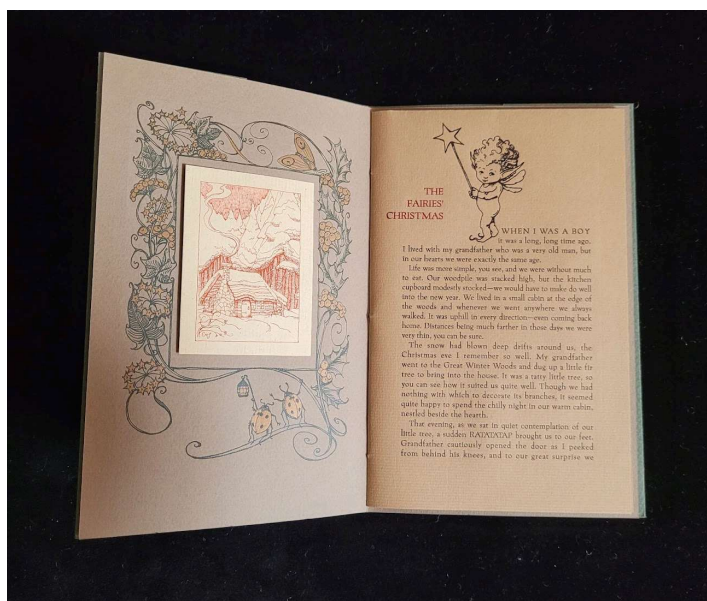 THE
FAIRIES'
CHRISTMAS
WHEN I WAS A BOY
it was a long, long time ago.
I lived with my grandfather who was a very old man, but
in our hearts we were exactly the same age.
Life was more simple, you see, and we were without much
to eat. Our woodpile was stacked high, but the kitchen
cupboard modestly stocked—we would have to make do well
into the new year. We lived in a small cabin at the edge of
the woods and whenever we went anywhere we always
walked. It was uphill in every direction—even coming back
home. Distances being much farther in those days we were
very thin, you can be sure.
The snow had blown deep drifts around us, the
Christmas eve I remember so well. My grandfather
went to the Great Winter Woods and dug up a little fir
tree to bring into the house. It was a tatty little tree, so
you can see how it suited us quite well. Though we had
nothing with which to decorate its branches, it seemed
quite happy to spend the chilly night in our warm cabin,
nestled beside the hearth.
That evening, as we sat in quiet contemplation of our
little tree, a sudden RATATATAP brought us to our feet.
Grandfather cautiously opened the door as I peeked
from behind his knees, and to our great surprise we